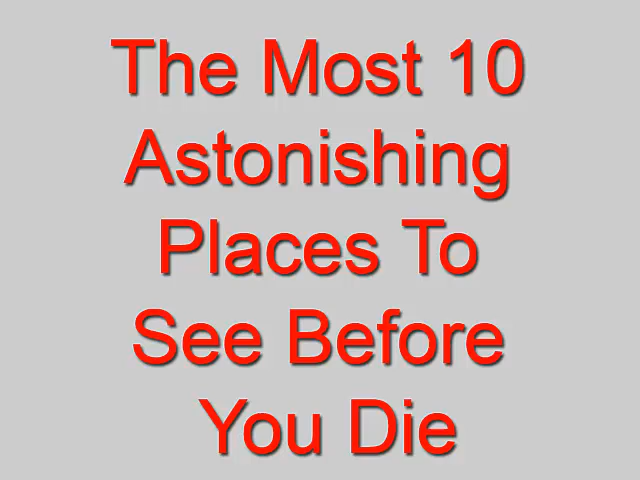 The Most 10
Astonishing
Places To
See Before
You Die